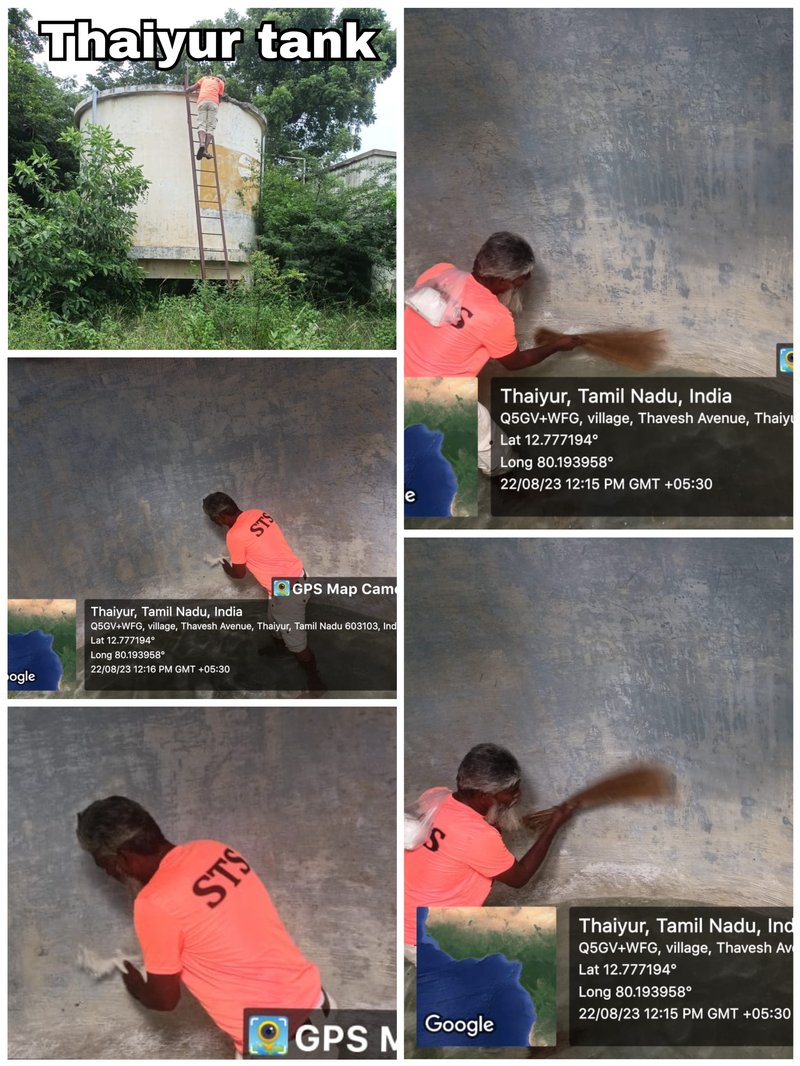 Thaiyur tank
S
Thaiyur, Tamil Nadu, India
Q5GV+WFG, village, Thavesh Avenue, Thaiyu
Lat 12.777194°
Long 80.193958°
22/08/23 12:15 PM GMT +05:30
e
STS
GPS Map Came
Thaiyur, Tamil Nadu, India
Q5GV+WFG, village, Thavesh Avenue, Thaiyur, Tamil Nadu 603103, Ind
Lat 12.777194°
Long 80.193958°
22/08/23 12:16 PM GMT +05:30
oogle
S
Thaiyur, Tamil Nadu, Ind
Q5GV+WFG, village, Thavesh Av
Lat 12.777194°
Long 80.193958°
22/08/23 12:15 PM GMT +05:30
Google
STS
GPS M